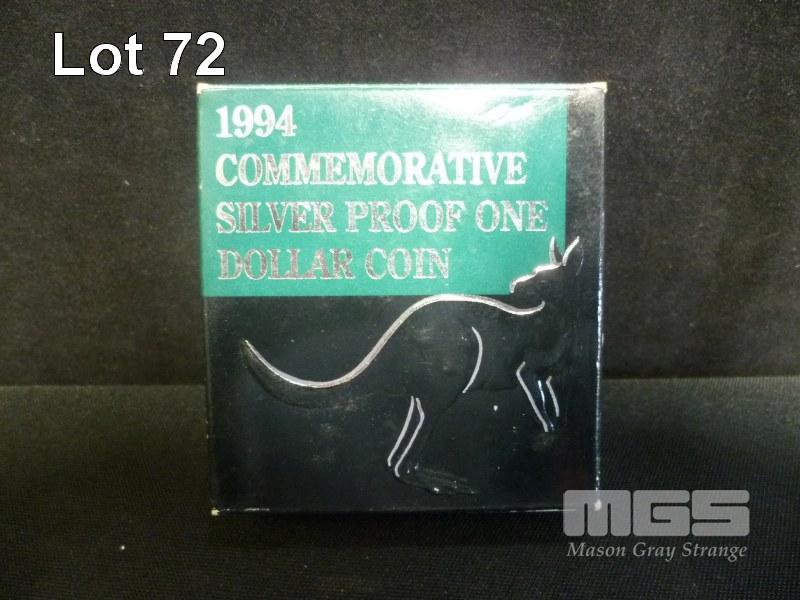 Lot 72
1994
COMMEMORATIVE
SILVER PROOF ONE
DOLLAR COIN
MGS
Mason Gray Strange